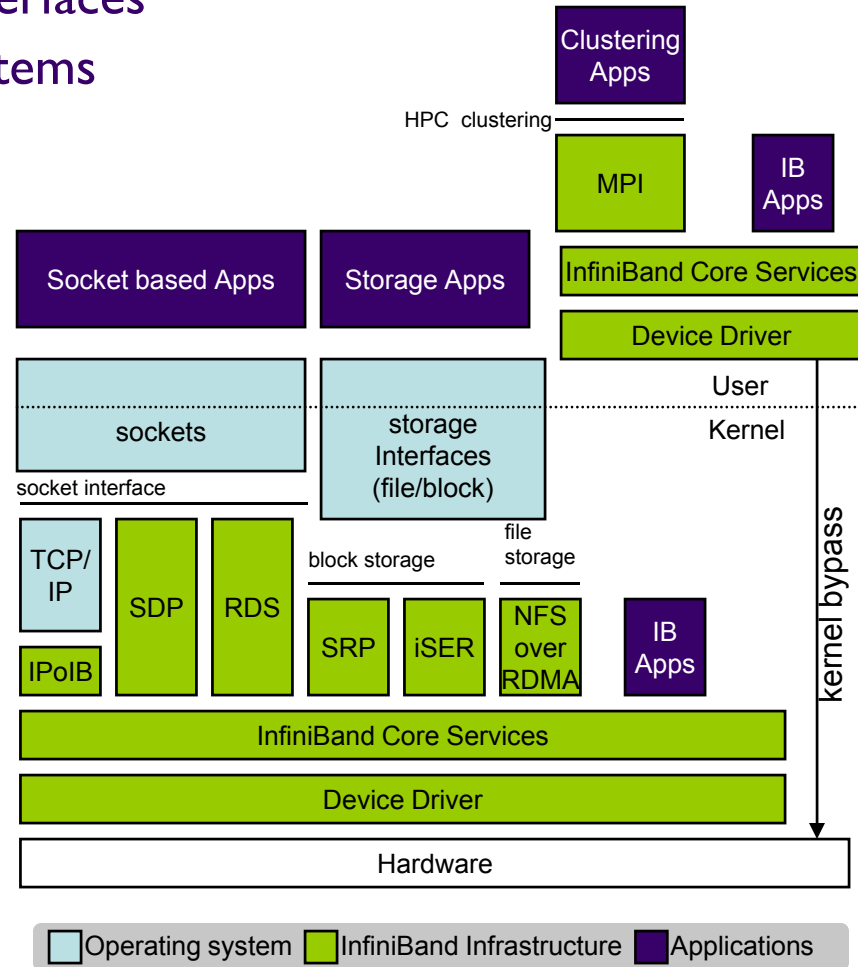 erfaces
tems
Clustering
Apps
HPC clustering
MPI
IB
Apps
Socket based Apps
Storage Apps
InfiniBand Core Services
Device Driver
User
Kernel
sockets
storage
Interfaces
(file/block)
socket interface
TCP/
IP
IPoIB
SDP
RDS
block storage
SRP
iSER
file
storage
NFS
over
RDMA
IB
Apps
kernel bypass
InfiniBand Core Services
Device Driver
Hardware
Operating system
InfiniBand Infrastructure
Applications